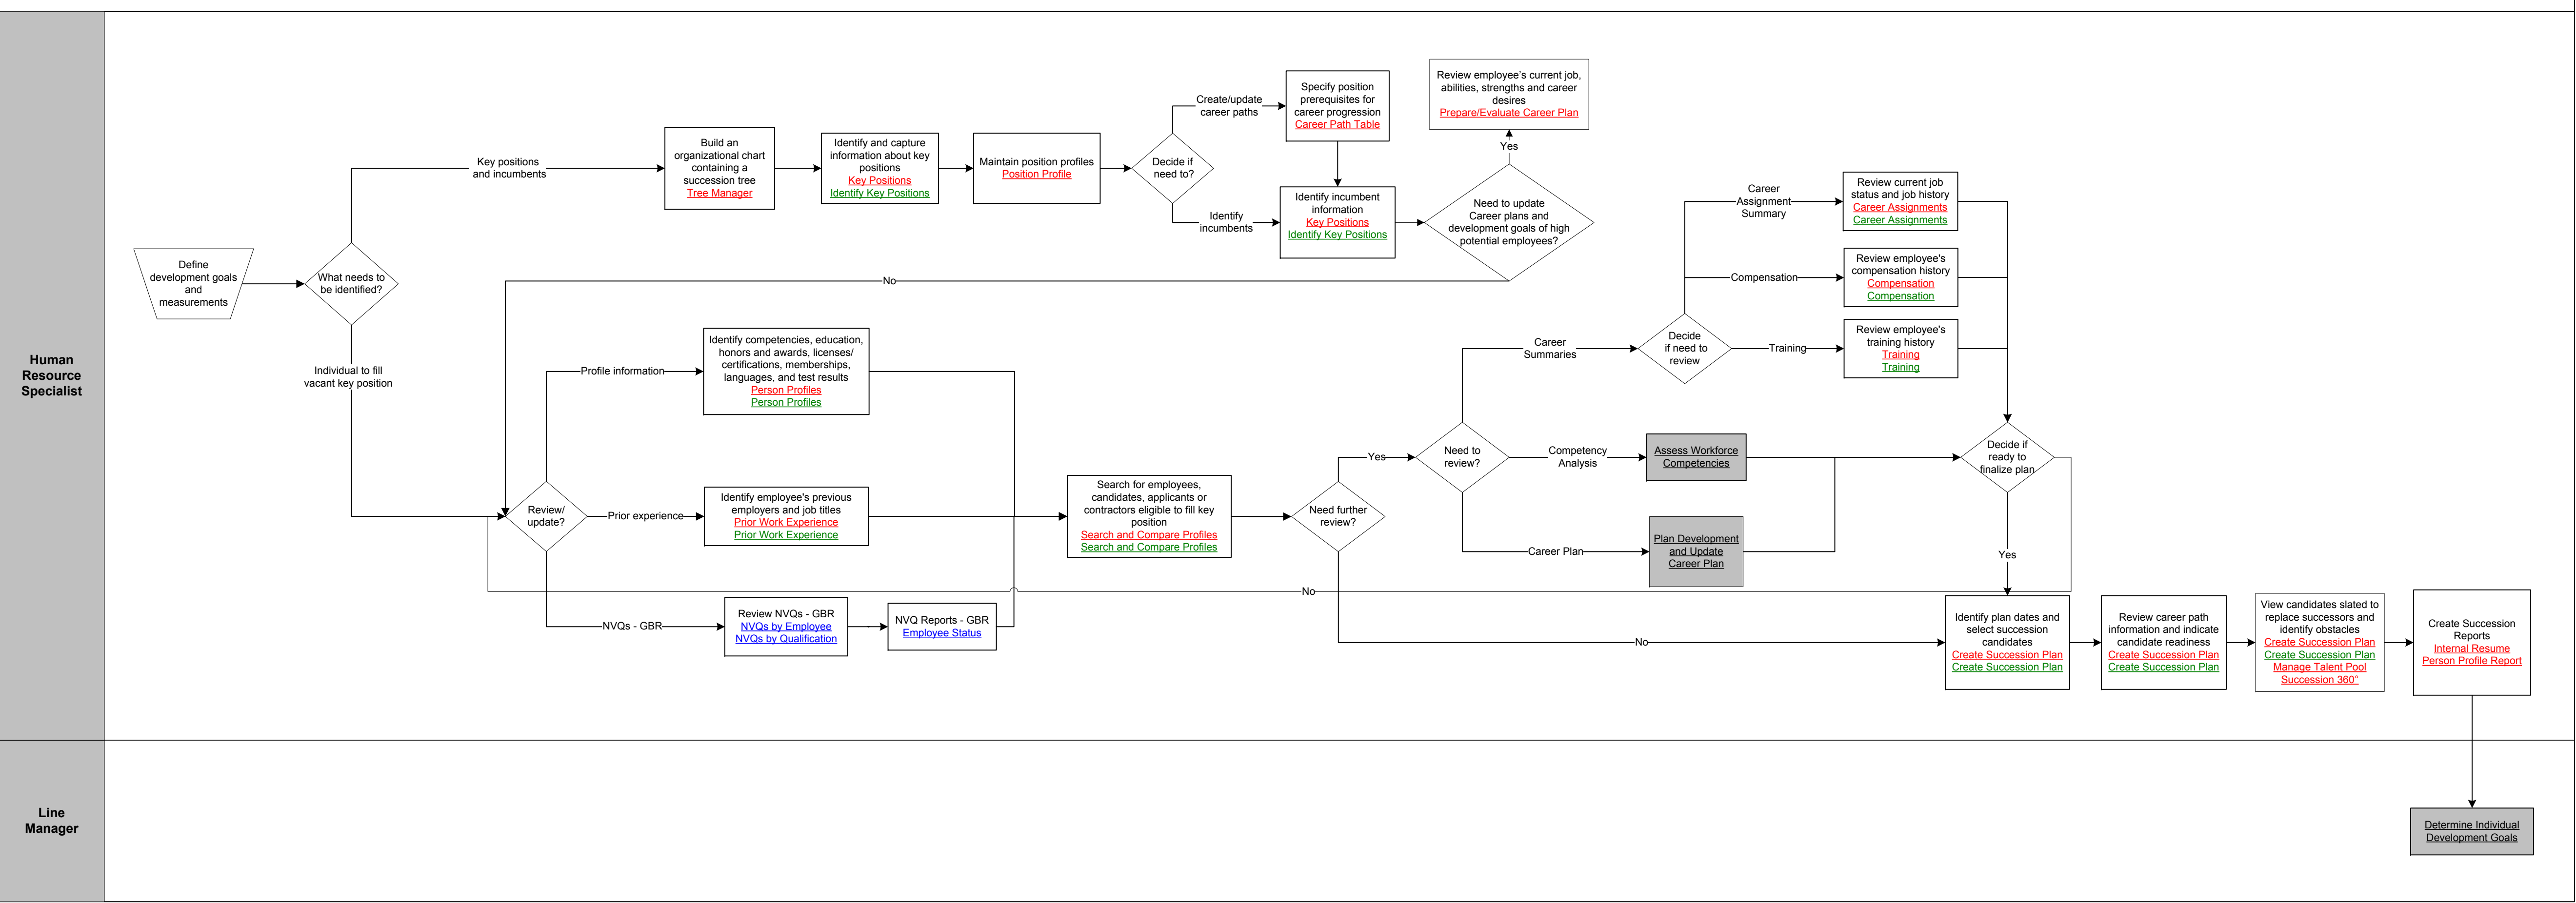 Human
Resource
Specialist
Define
development goals
and
measurements
What needs to
be identified?
Key positions
and incumbents
Build an
organizational chart
containing a
succession tree
Tree Manager
Identify and capture
information about key
positions
Key Positions
Identify Key Positions
Maintain position profiles
Position Profile
Decide if
need to?
Create/update
career paths
Specify position
prerequisites for
career progression
Career Path Table
Identify
incumbents
Identify incumbent
information
Key Positions
Identify Key Positions
Need to update
Career plans and
development goals of high
potential employees?
Yes
Review employee's current job,
abilities, strengths and career
desires
Prepare/Evaluate Career Plan
No
Individual to fill
vacant key position
Review/
update?
Profile information
Identify competencies, education,
honors and awards, licenses/
certifications, memberships,
languages, and test results
Person Profiles
Person Profiles
Prior experience
Identify employee's previous
employers and job titles
Prior Work Experience
Prior Work Experience
NVQs - GBR
Review NVQs - GBR
NVQs by Employee
NVQs by Qualification
NVQ Reports - GBR
Employee Status
Search for employees,
candidates, applicants or
contractors eligible to fill key
position
Search and Compare Profiles
Search and Compare Profiles
Need further
review?
Yes
No
Need to
review?
Career
Summaries
Decide
if need to
review
Career
Assignment
Summary
Review current job
status and job history
Career Assignments
Career Assignments
Compensation
Review employee's
compensation history
Compensation
Compensation
Training
Review employee's
training history
Training
Training
Competency
Analysis
Assess Workforce
Competencies
Career Plan
Plan Development
and Update
Career Plan
Decide if
ready to
finalize plan
No
Yes
Identify plan dates and
select succession
candidates
Create Succession Plan
Create Succession Plan
Review career path
information and indicate
candidate readiness
Create Succession Plan
Create Succession Plan
View candidates slated to
replace successors and
identify obstacles
Create Succession Plan
Create Succession Plan
Manage Talent Pool
Succession 360°
Create Succession
Reports
Internal Resume
Person Profile Report
Line
Manager
Determine Individual
Development Goals